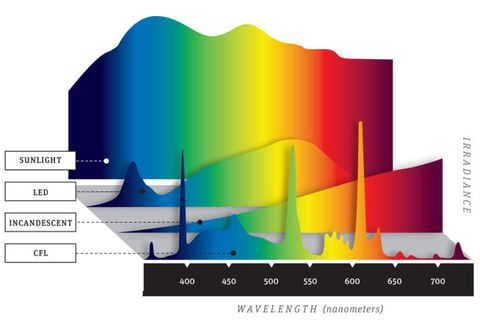 SUNLIGHT
LED
INCANDESCENT
CFL
IRRADIANCE
400 450 500 550 600 650 700
WAVELENGTH (nanometers)